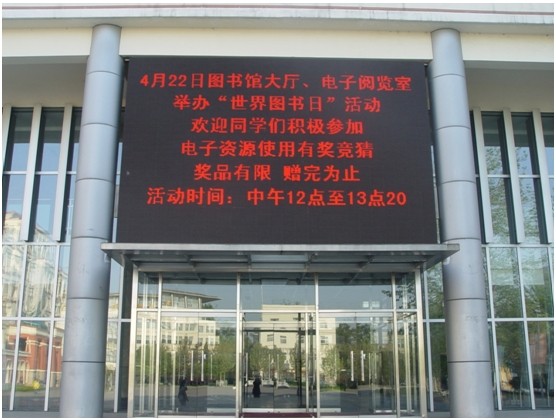 4月22日图书馆大厅、电子阅览室
举办“世界图书日”活动
欢迎同学们积极参加
电子资源使用有奖竞猜
奖品有限 赠完为止
活动时间：中午12点至13点20